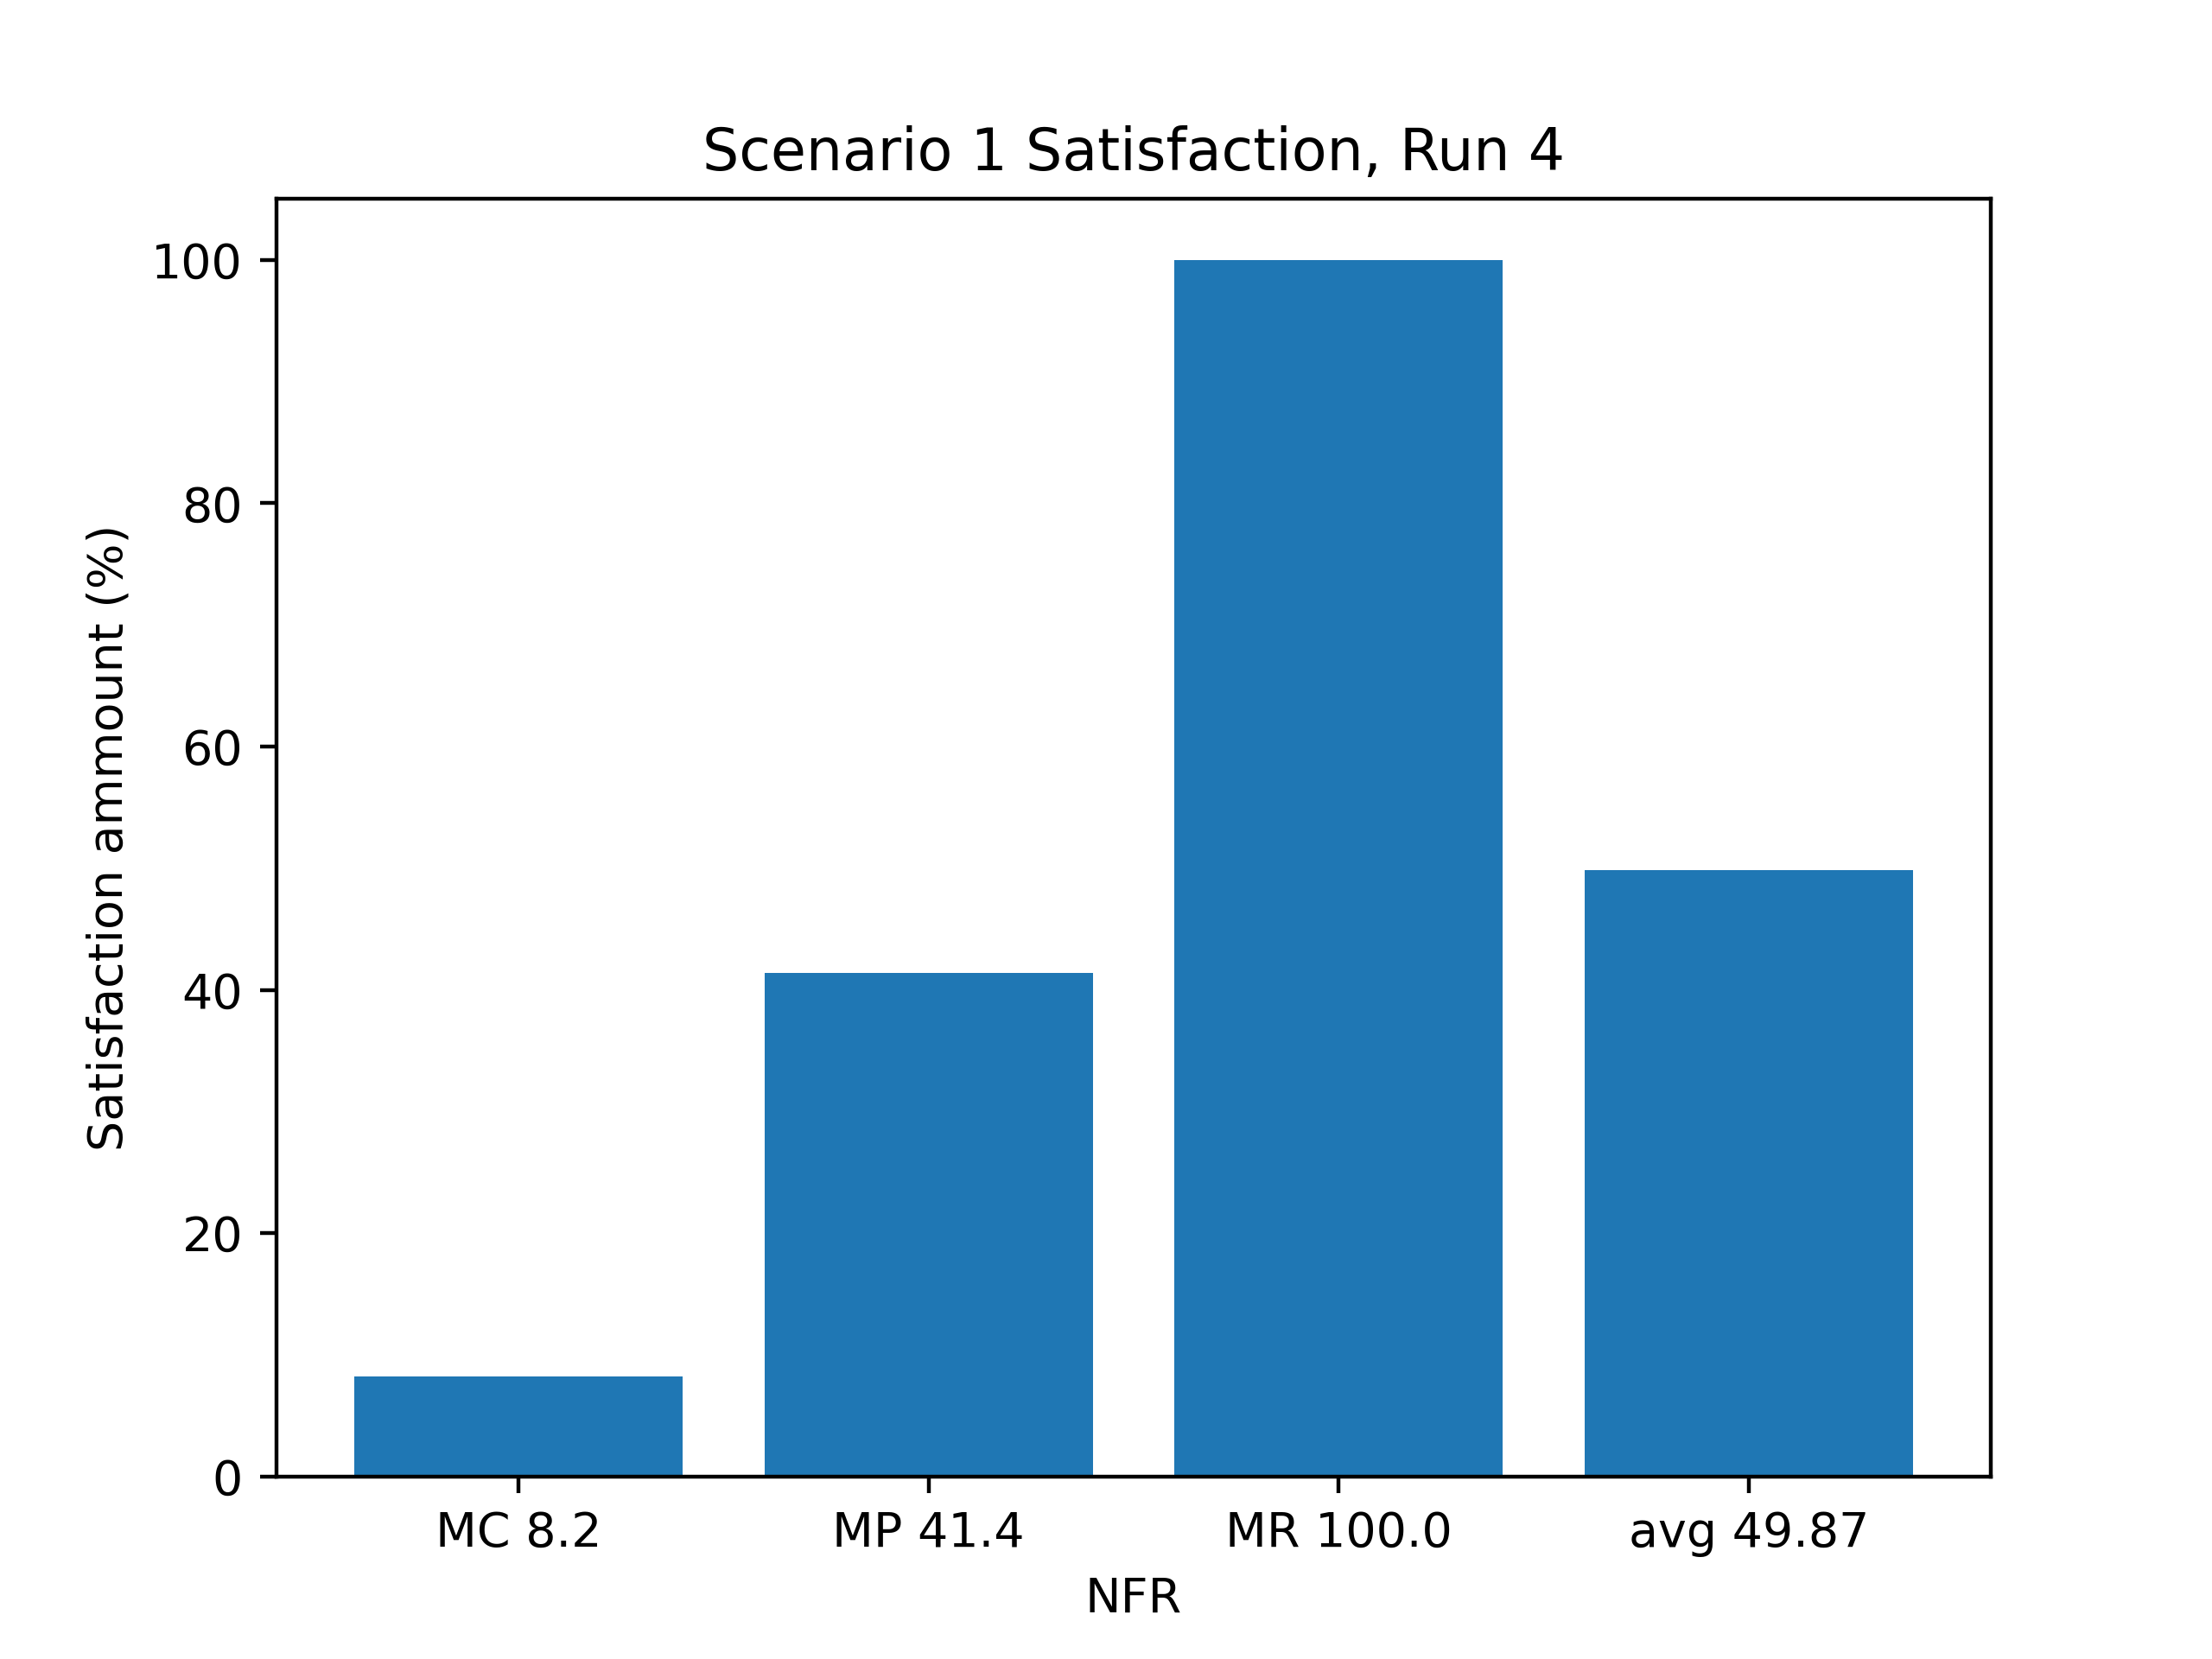 Scenario 1 Satisfaction, Run 4
Satisfaction ammount (%)
100
80
60
40
20
0
MC 8.2
MP 41.4
MR 100.0
avg 49.87
NFR